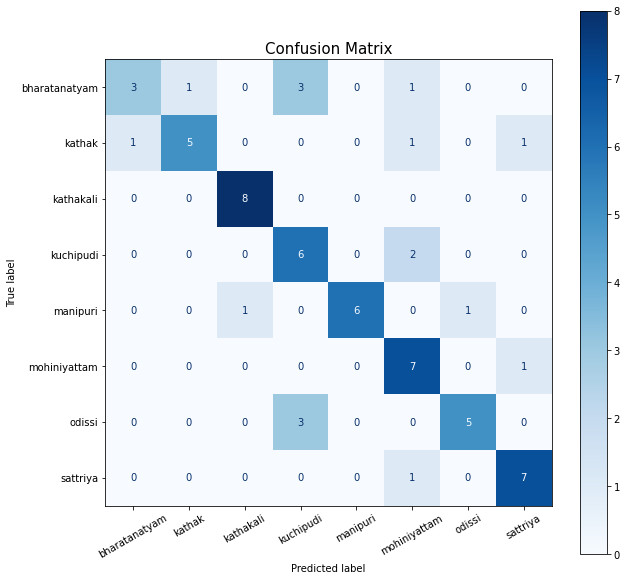 Confusion Matrix
True label
bharatanatyam 3 1 0 3 0 1 0 0
kathak 1 5 0 0 0 1 0 1
kathakali 0 0 8 0 0 0 0 0
kuchipudi 0 0 0 6 0 2 0 0
manipuri 0 0 1 0 6 0 1 0
mohiniyattam 0 0 0 0 0 7 0 1
odissi 0 0 0 3 0 0 5 0
sattriya 0 0 0 0 0 1 0 7
bharatanatyam kathak kathakali kuchipudi manipuri mohiniyattam odissi sattriya
Predicted label
8
7
6
5
4
3
2
1
0